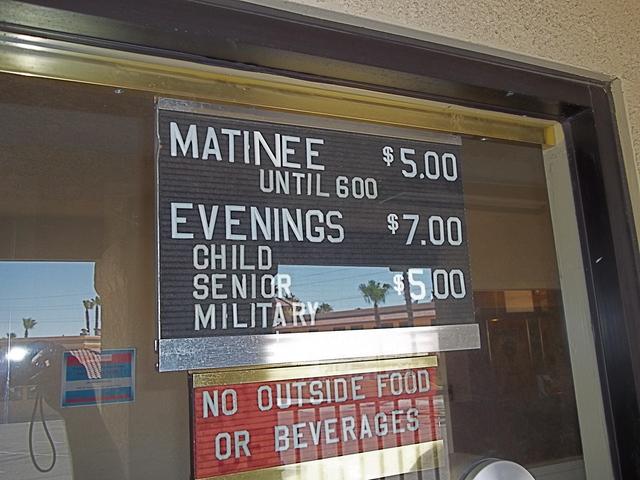 MATINEE $5.00
UNTIL 600
EVENINGS $7.00
CHILD
SENIOR $5.00
MILITARY
NO OUTSIDE FOOD
OR BEVERAGES